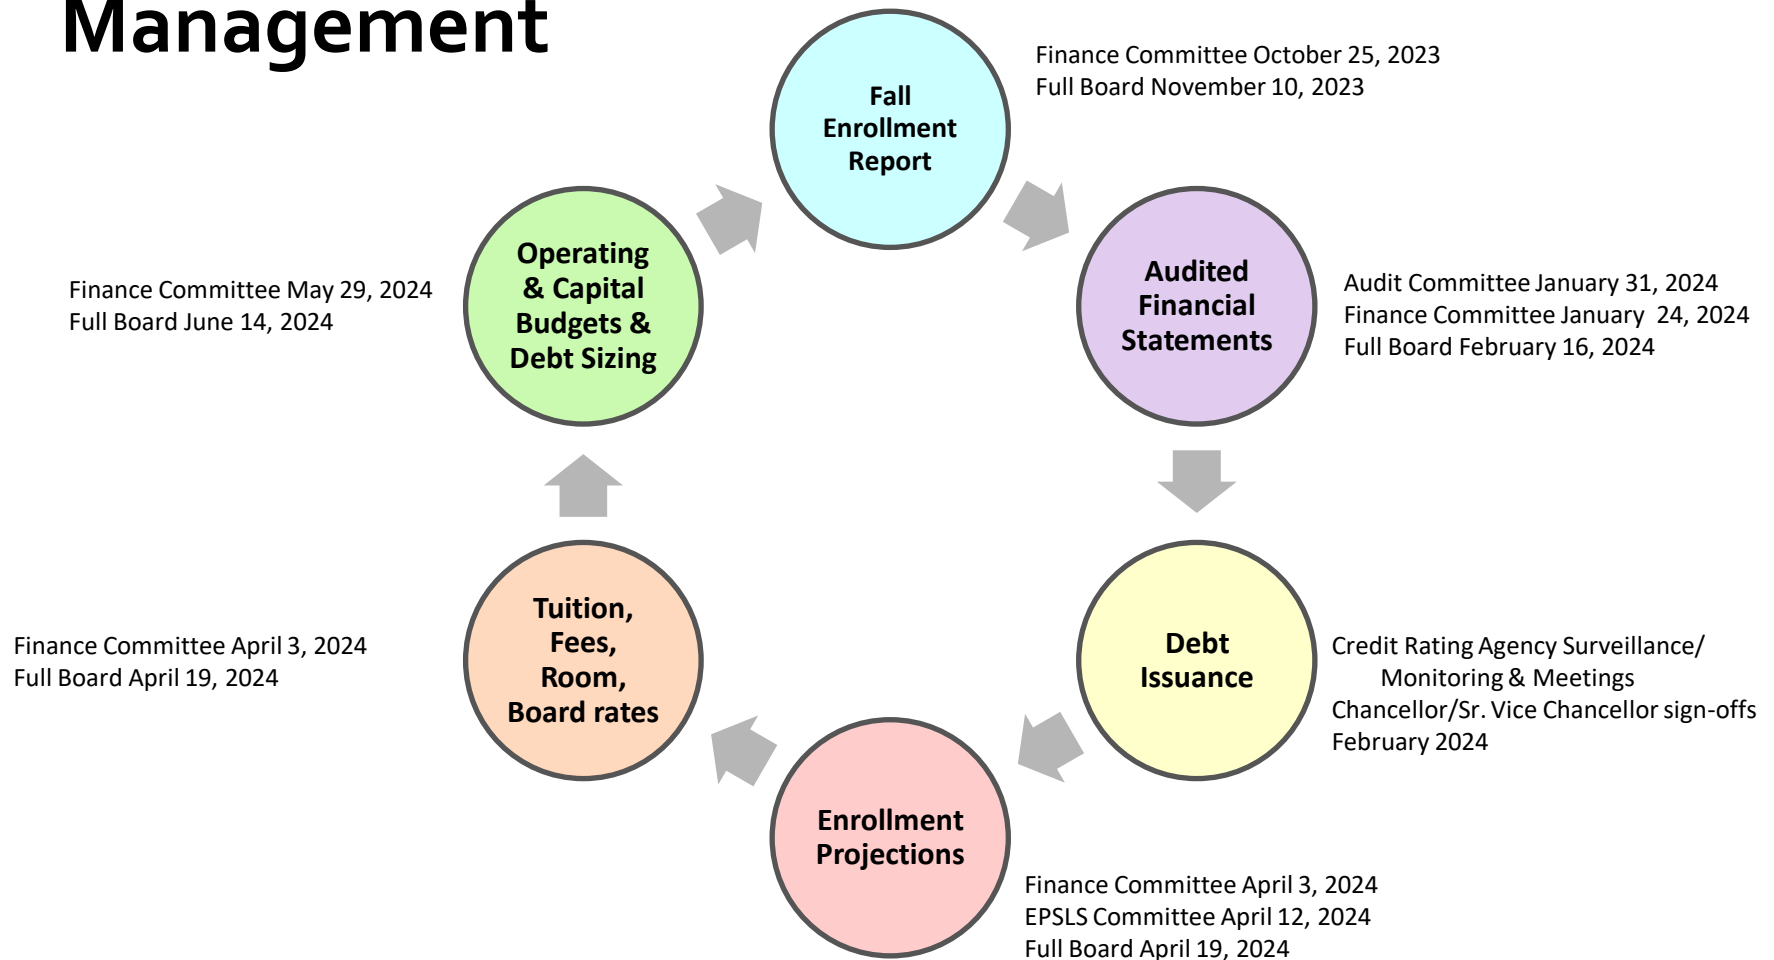 Management
Fall
Enrollment
Report
Finance Committee October 25, 2023
Full Board November 10, 2023
Audited
Financial
Statements
Audit Committee January 31, 2024
Finance Committee January  24, 2024
Full Board February 16, 2024
Debt
Issuance
Credit Rating Agency Surveillance/
Monitoring & Meetings
Chancellor/Sr. Vice Chancellor sign-offs
February 2024
Enrollment
Projections
Finance Committee April 3, 2024
EPSLS Committee April 12, 2024
Full Board April 19, 2024
Tuition,
Fees,
Room,
Board rates
Finance Committee April 3, 2024
Full Board April 19, 2024
Operating
& Capital
Budgets &
Debt Sizing
Finance Committee May 29, 2024
Full Board June 14, 2024